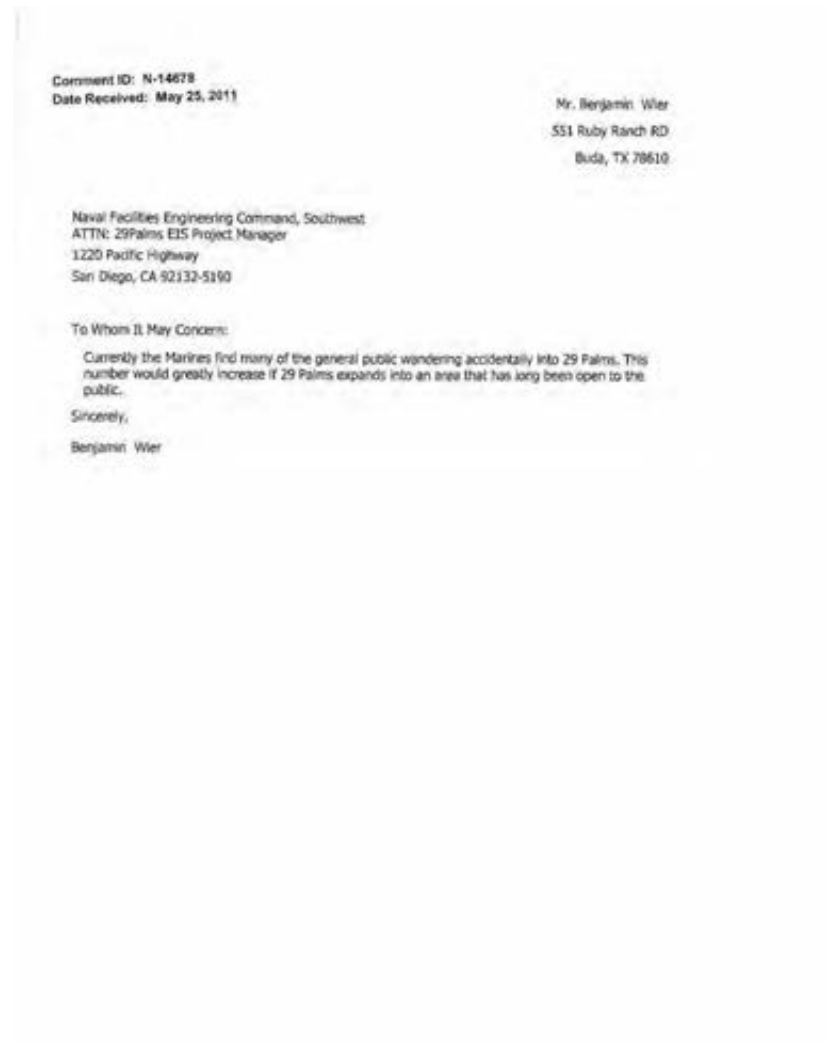 Comment ID: N-14678
Date Received: May 25, 2011
Mr. Benjamin Wier
551 Ruby Ranch RD
Buda, TX 78610
Naval Facilities Engineering Command, Southwest
ATTN: 29Palms EIS Project Manager
1220 Pacific Highway
San Diego, CA 92132-5190
To Whom It May Concern:
Currently the Marines find many of the general public wondering accidentally into 29 Palms. This
number would greatly increase if 29 Palms expands into an area that has long been open to the
public.
Sincerely,
Benjamin Wier